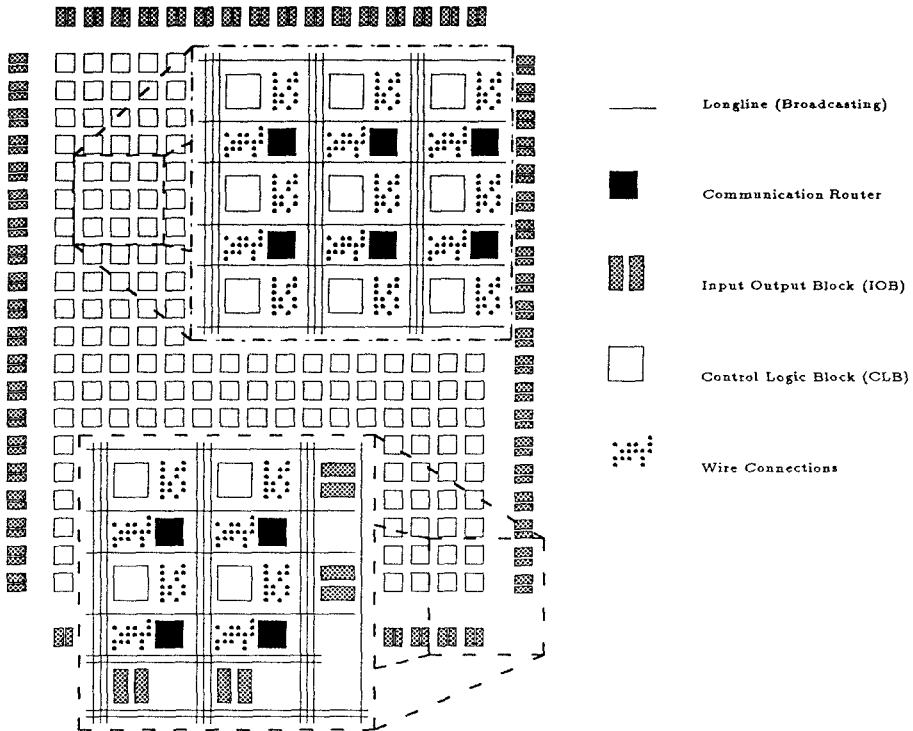 Longline (Broadcasting)
Communication Router
Input Output Block (IOB)
Control Logic Block (CLB)
Wire Connections